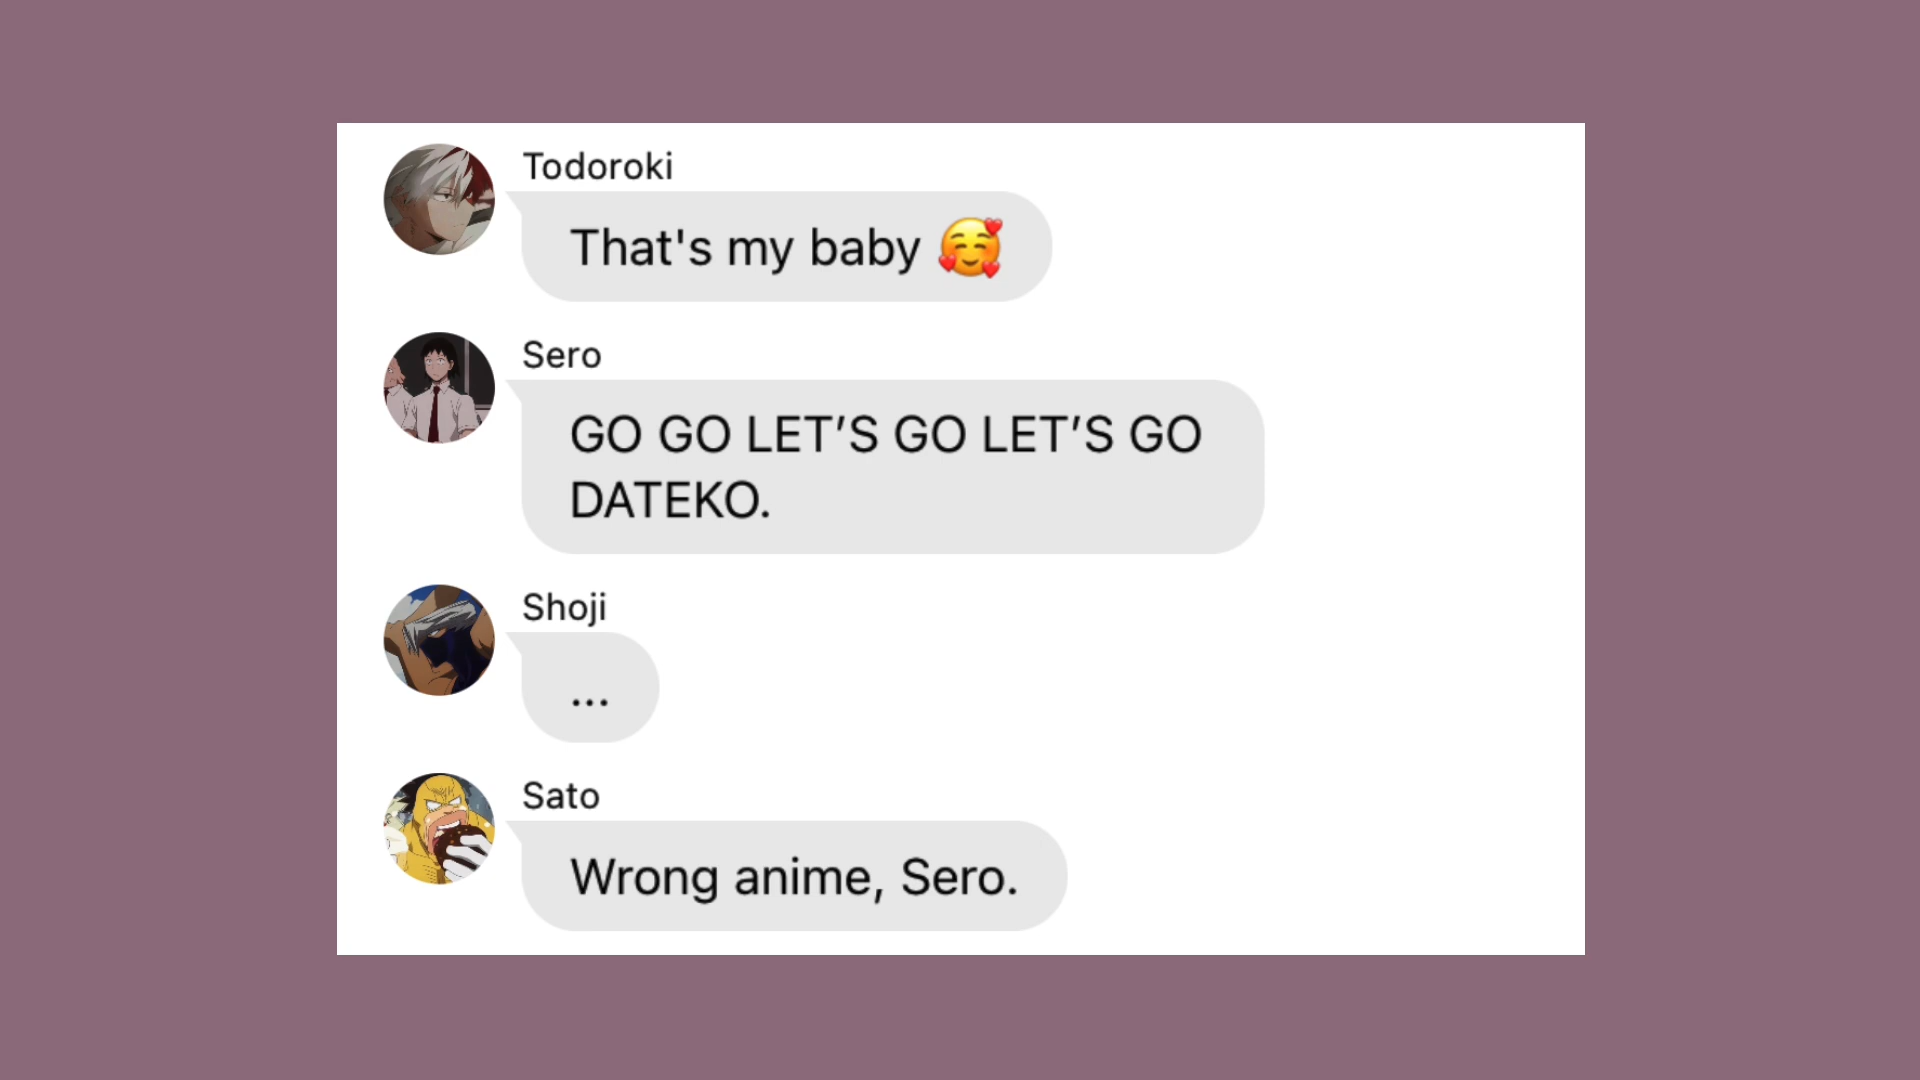 Todoroki
That's my baby 🥰
Sero
GO GO LET’S GO LET’S GO
DATEKO.
Shoji
...
Sato
Wrong anime, Sero.